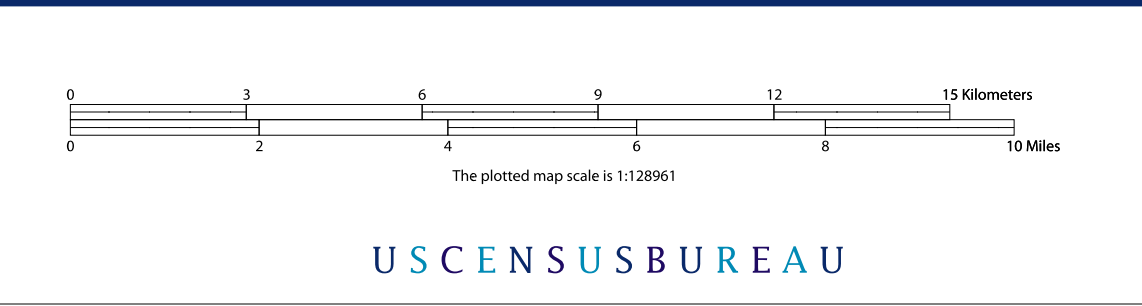 0 3 6 9 12 15 Kilometers
0 2 4 6 8 10 Miles
The plotted map scale is 1:128961
USCENSUSBUREAU